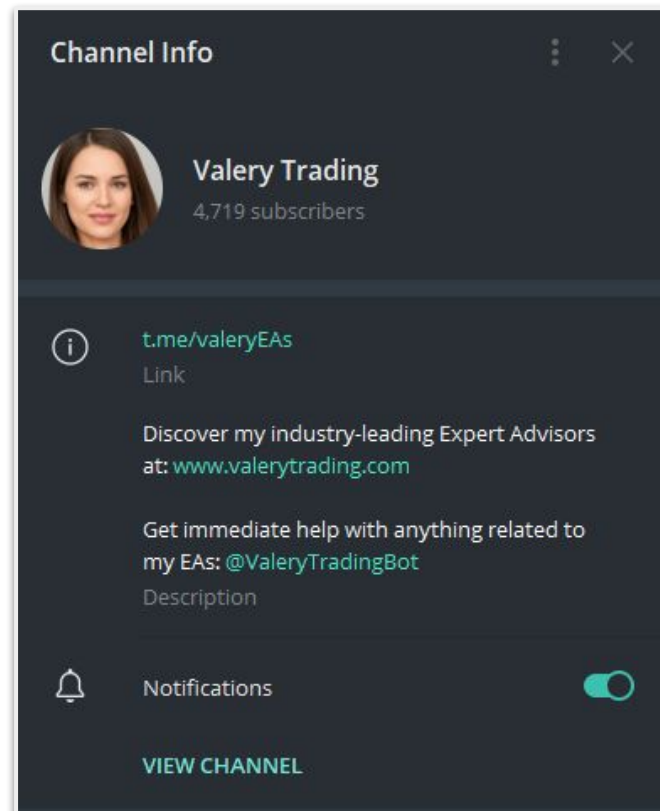 Channel Info
Valery Trading
4,719 subscribers
t.me/valeryEAs
Link
Discover my industry-leading Expert Advisors
at: www.valerytrading.com
Get immediate help with anything related to
my EAs: @ValeryTradingBot
Description
Notifications
VIEW CHANNEL